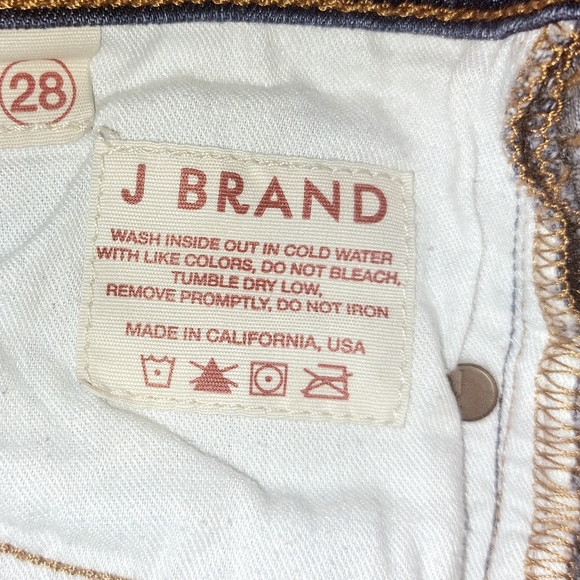 28
J BRAND
WASH INSIDE OUT IN COLD WATER
WITH LIKE COLORS, DO NOT BLEACH,
TUMBLE DRY LOW,
REMOVE PROMPTLY, DO NOT IRON
MADE IN CALIFORNIA, USA